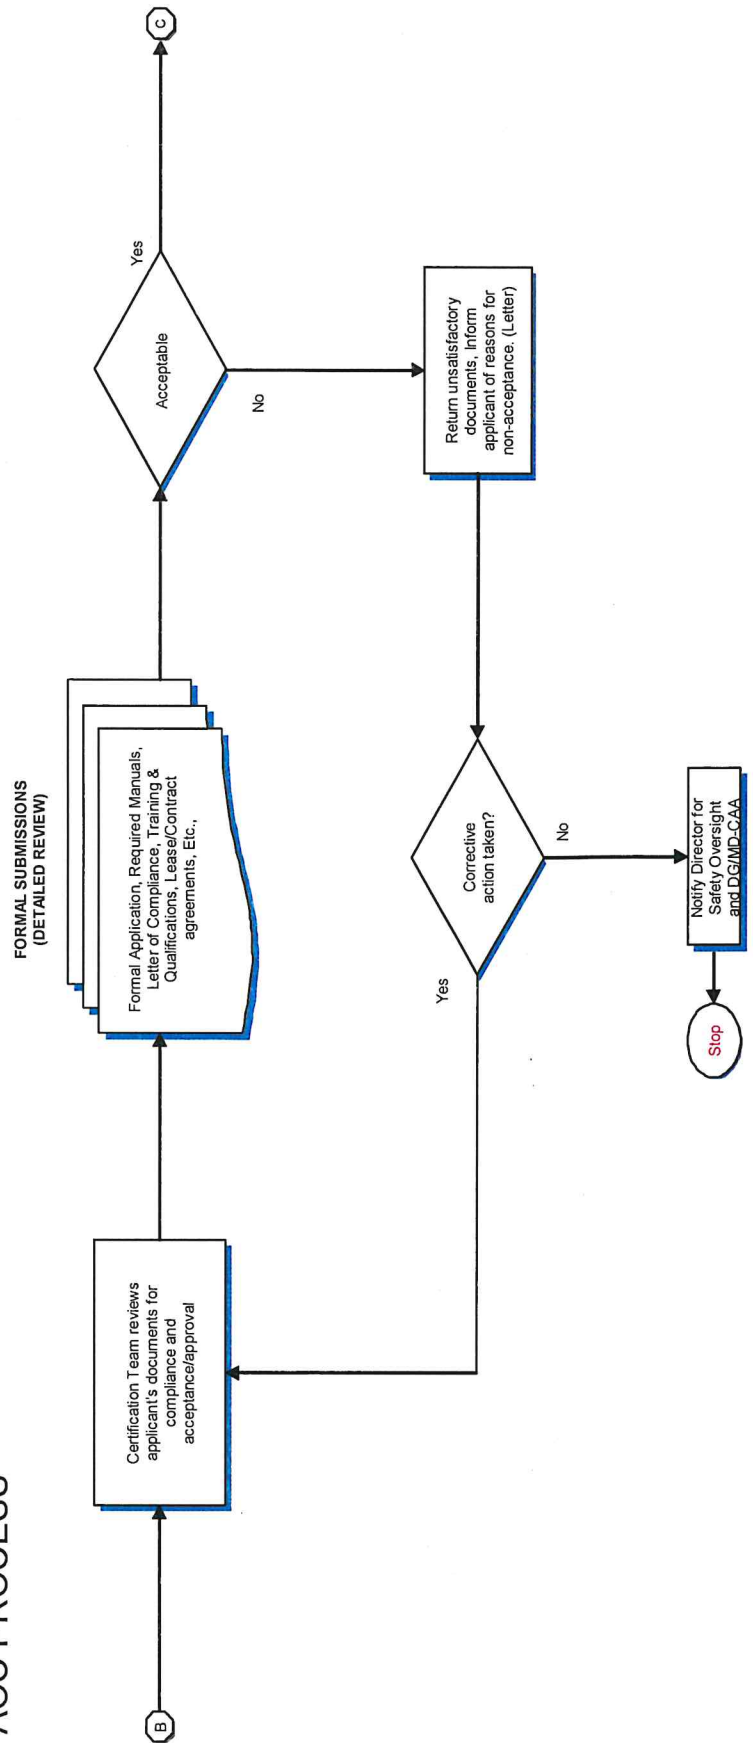 AOC PROCESS
FORMAL SUBMISSIONS
(DETAILED REVIEW)
B
Certification Team reviews
applicant's documents for
compliance and
acceptance/approval
Formal Application, Required Manuals,
Letter of Compliance, Training &
Qualifications, Lease/Contract
agreements, Etc.,
Acceptable
Yes
C
No
Return unsatisfactory
documents, Inform
applicant of reasons for
non-acceptance. (Letter)
Corrective
action taken?
Yes
No
Notify Director for
Safety Oversight
and DG/MD-CAA
Stop